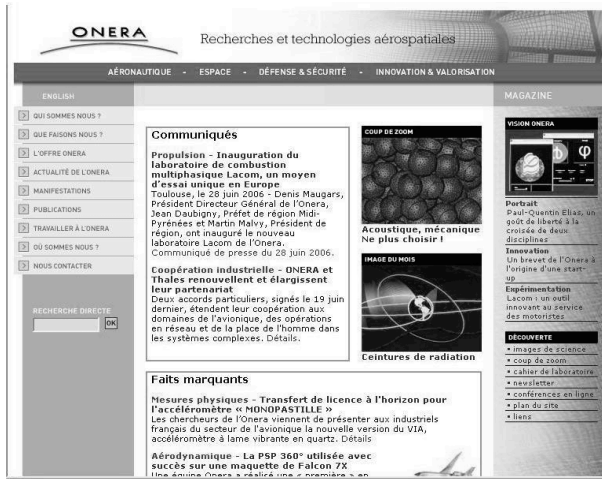 ONERA
Recherches et technologies aérospatiales
AÉRONAUTIQUE - ESPACE - DÉFENSE & SÉCURITÉ - INNOVATION & VALORISATION
ENGLISH
QUI SOMMES NOUS ?
QUE FAISONS NOUS ?
L'OFFRE ONERA
ACTUALITÉ DE L'ONERA
MANIFESTATIONS
PUBLICATIONS
TRAVAILLER À L'ONERA
OÙ SOMMES NOUS ?
NOUS CONTACTER
RECHERCHE DIRECTE
OK
Communiqués
Propulsion - Inauguration du
laboratoire de combustion
multiphasique Lacom, un moyen
d'essai unique en Europe
Toulouse, le 28 juin 2006 - Denis Maugars,
Président Directeur Général de l'Onera,
Jean Daubigny, Préfet de région Midi-
Pyrénées et Martin Malvy, Président de
région, ont inauguré le nouveau
laboratoire Lacom de l'Onera.
Communiqué de presse du 28 juin 2006.
Coopération industrielle - ONERA et
Thales renouvellent et élargissent
leur partenariat
Deux accords particuliers, signés le 19 juin
dernier, étendent leur coopération aux
domaines de l'avionique, des opérations
en réseau et de la place de l'homme dans
les systèmes complexes. Détails.
COUP DE ZOOM
Acoustique, mécanique
Ne plus choisir !
IMAGE DU MOIS
Ceintures de radiation
Faits marquants
Mesures physiques - Transfert de licence à l'horizon pour
l'accéléromètre « MONOPASTILLE »
Les chercheurs de l'Onera viennent de présenter aux industriels
français du secteur de l'avionique la nouvelle version du VIA,
accéléromètre à lame vibrante en quartz. Détails
Aérodynamique - La PSP 360° utilisée avec
succès sur une maquette de Falcon 7X
Une équipe Onera a réalisé une « première » en
MAGAZINE
VISION ONERA
Portrait
Paul-Quentin Elias, un
goût de liberté à la
croisée de deux
disciplines
Innovation
Un brevet de l'Onera à
l'origine d'une start-
up
Expérimentation
Lacom : un outil
innovant au service
des motoristes
DÉCOUVERTE
▪ images de science
▪ coup de zoom
▪ cahier de laboratoire
▪ newsletter
▪ conférences en ligne
▪ plan du site
▪ liens